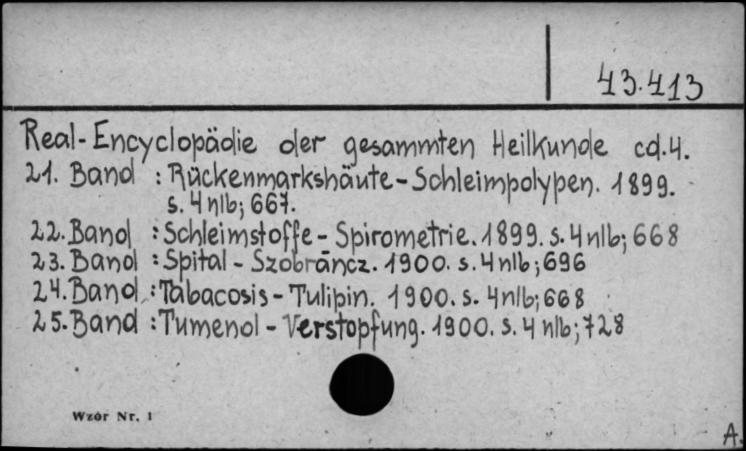 43.413
Real-Encyclopädie der gesammten Heilkunde cd.4.
21. Band : Rückenmarkshäute-Schleimpolypen. 1899.
s. 4 nlb; 667.
22. Band : Schleimstoffe - Spirometrie. 1899. s. 4 nlb; 668
23. Band : Spital - Szobráncz. 1900. s. 4 nlb; 696
24. Band : Tabacosis - Tulipin. 1900. s. 4 nlb; 668
25. Band : Tumenol - Verstopfung. 1900. s. 4 nlb; 728
Wzór Nr. 1
A.